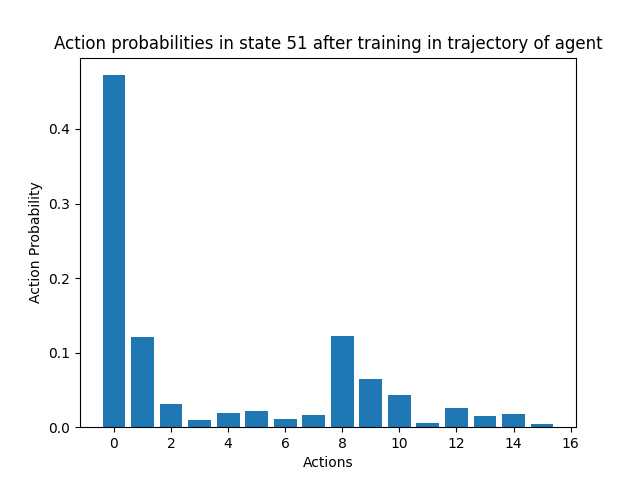 Action probabilities in state 51 after training in trajectory of agent
Action Probability
0.4
0.3
0.2
0.1
0.0
0 2 4 6 8 10 12 14 16
Actions